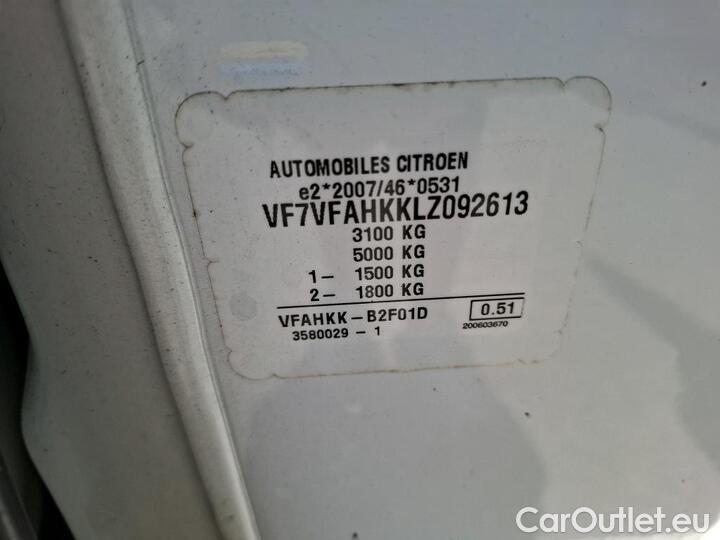 AUTOMOBILES CITROEN
e2*2007/46*0531
VF7VFAHKKLZ092613
3100 KG
5000 KG
1- 1500 KG
2- 1800 KG
VFAHKK-B2F01D 0.51
3580029 - 1 200603670
CarOutlet.eu